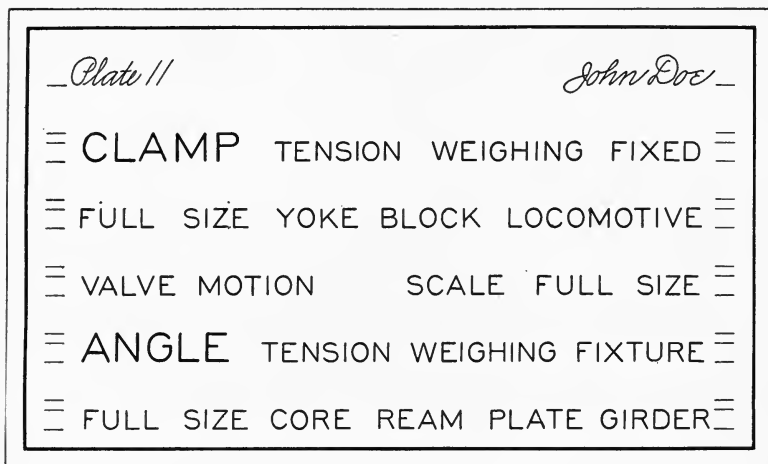 Plate 11 John Doe
CLAMP TENSION WEIGHING FIXED
FULL SIZE YOKE BLOCK LOCOMOTIVE
VALVE MOTION SCALE FULL SIZE
ANGLE TENSION WEIGHING FIXTURE
FULL SIZE CORE REAM PLATE GIRDER